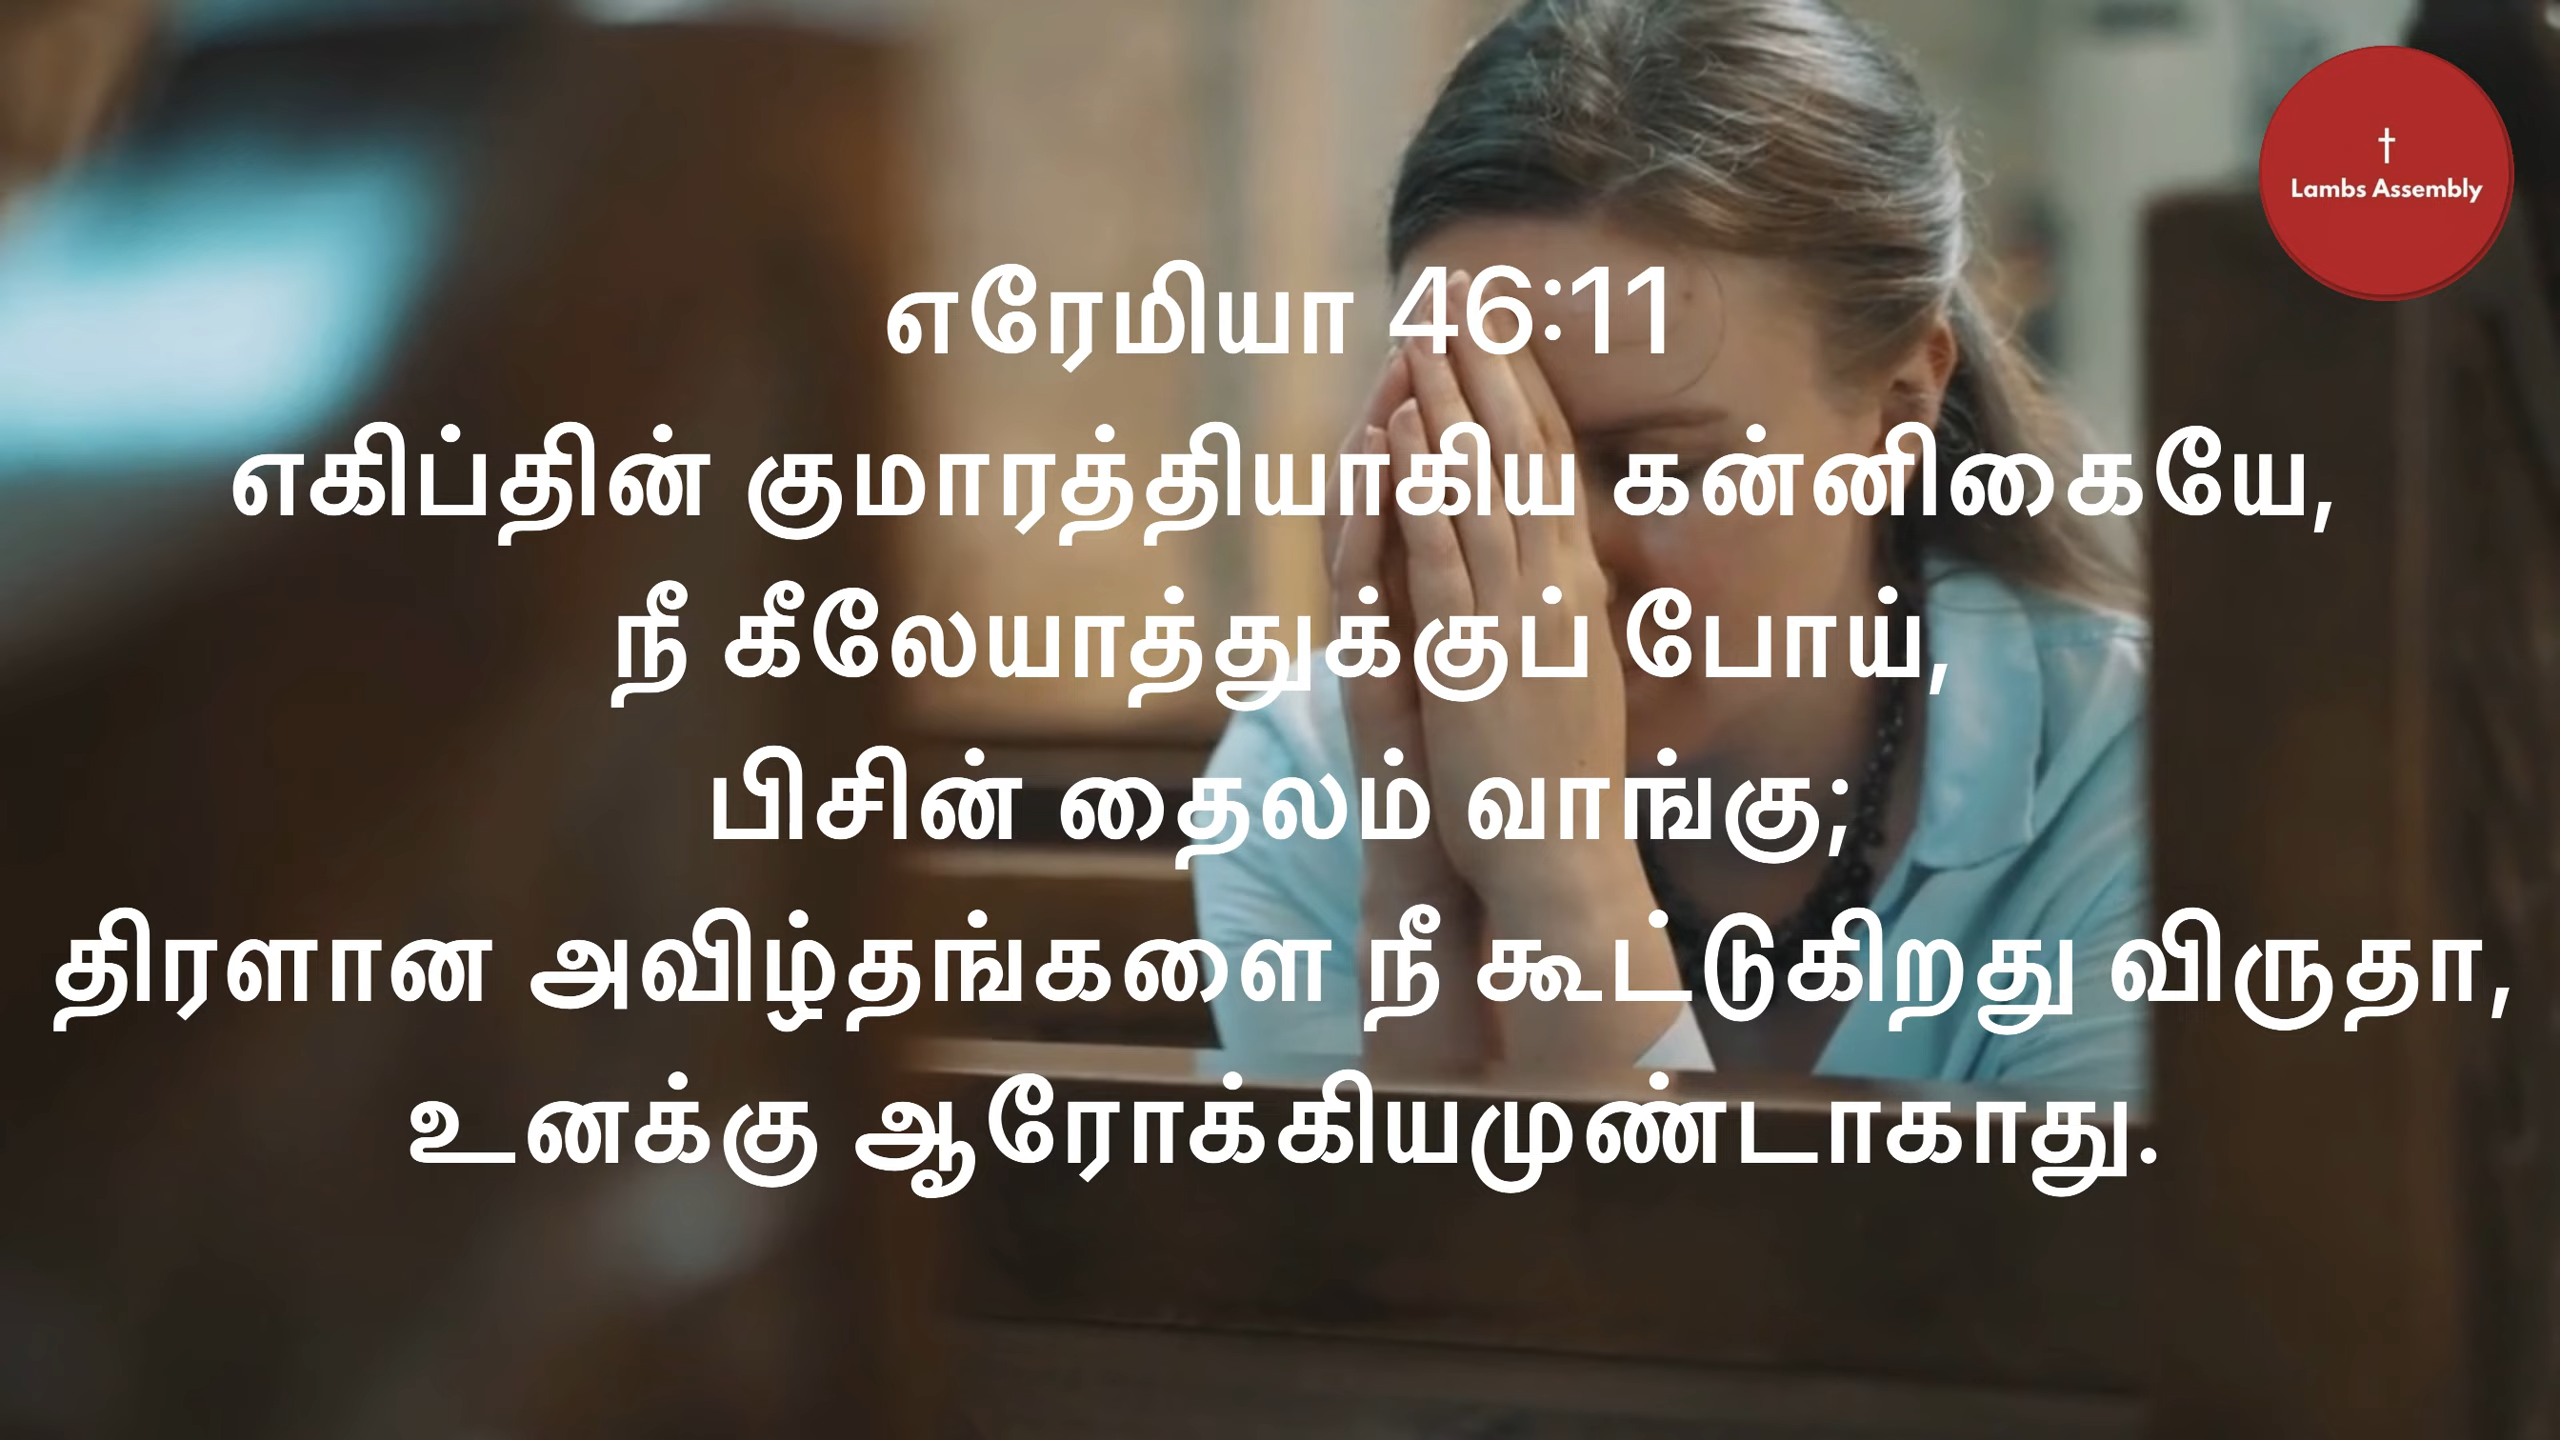 Lambs Assembly
எரேமியா 46:11
எகிப்தின் குமாரத்தியாகிய கன்னிகையே,
நீ கீலேயாத்துக்குப் போய்,
பிசின் தைலம் வாங்கு;
திரளான அவிழ்தங்களை நீ கூட்டுகிறது விருதா,
உனக்கு ஆரோக்கியமுண்டாகாது.